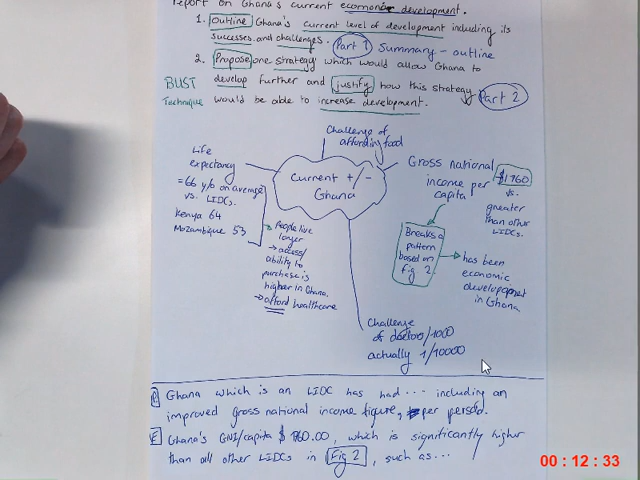 report on Ghana's current economic development.
1. Outline Ghana's current level of development including its
successes and challenges. Part 1 Summary - outline
2. Propose one strategy which would allow Ghana to
BUST develop further and justify how this strategy Part 2
Technique would be able to increase development.
Challenge of
affording food
Life
expectancy
=66 y/o on average
vs. LIDCs.
Kenya 64
Mozambique 53
Current +/-
Ghana
Gross national
income per
capita
$1760
vs.
greater
than other
LIDCs.
People live
longer
→ access/
ability to
purchase is
higher in Ghana.
→ afford healthcare
Breaks a
pattern
based on
fig 2.
has been
economic
development
in Ghana.
Challenge
of doctors/1000
actually 1/10000
P Ghana which is an LIDC has had... including an
improved gross national income figure, per person.
E Ghana's GNI/capita $1760.00, which is significantly higher
than all other LIDCs in Fig 2, such as...
00:12:33